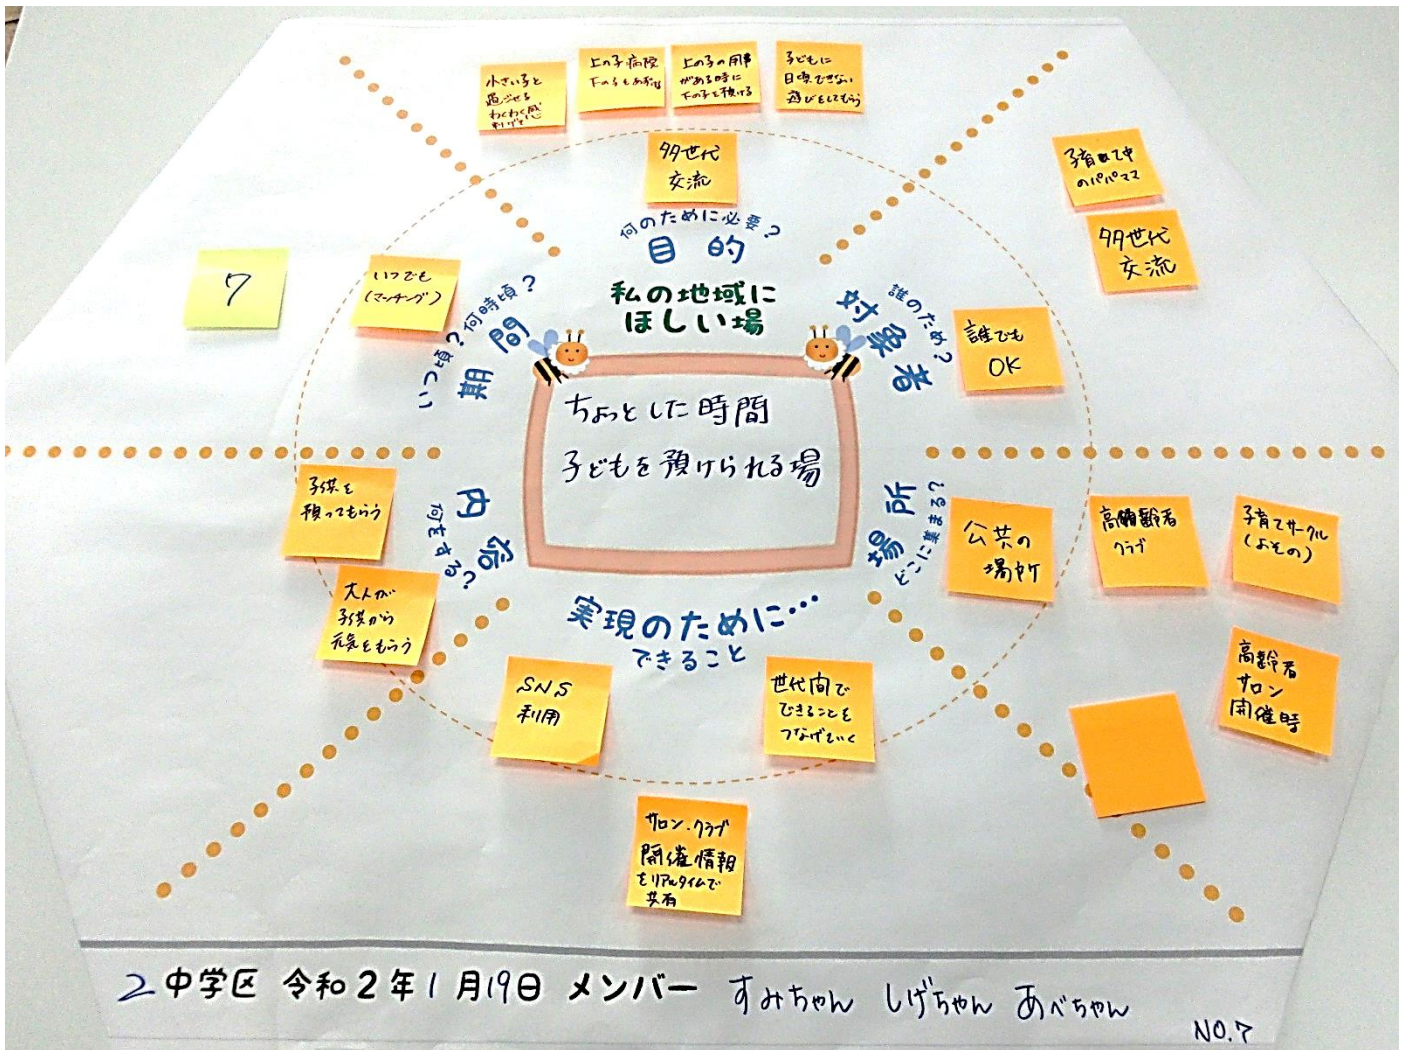 小さい子と
過ごせる
わくわく感
上の子病院
下の子もあずけ
上の子の用事
がある時に
下の子を預ける
子どもに
日頃できない
遊びをしてもらう
多世代
交流
何のために必要?
目的
私の地域に
ほしい場
子育て中
のパパママ
多世代
交流
誰のため?
対象者
誰でも
OK
7
いつでも
(マッチング)
いつ頃?何時頃?
期間
ちょっとした時間
子どもを預けられる場
子供を
預ってもらう
大人が
子供から
元気をもらう
内容
何をする?
場所
どこに集まる?
公共の
場所
高齢者
クラブ
子育てサークル
(よその)
高齢者
サロン
開催時
実現のために…
できること
SNS
利用
世代間で
できることを
つなげていく
サロン・クラブ
開催情報
をリアルタイムで
共有
2中学区 令和2年1月19日 メンバー すみちゃん しげちゃん あべちゃん
NO.7